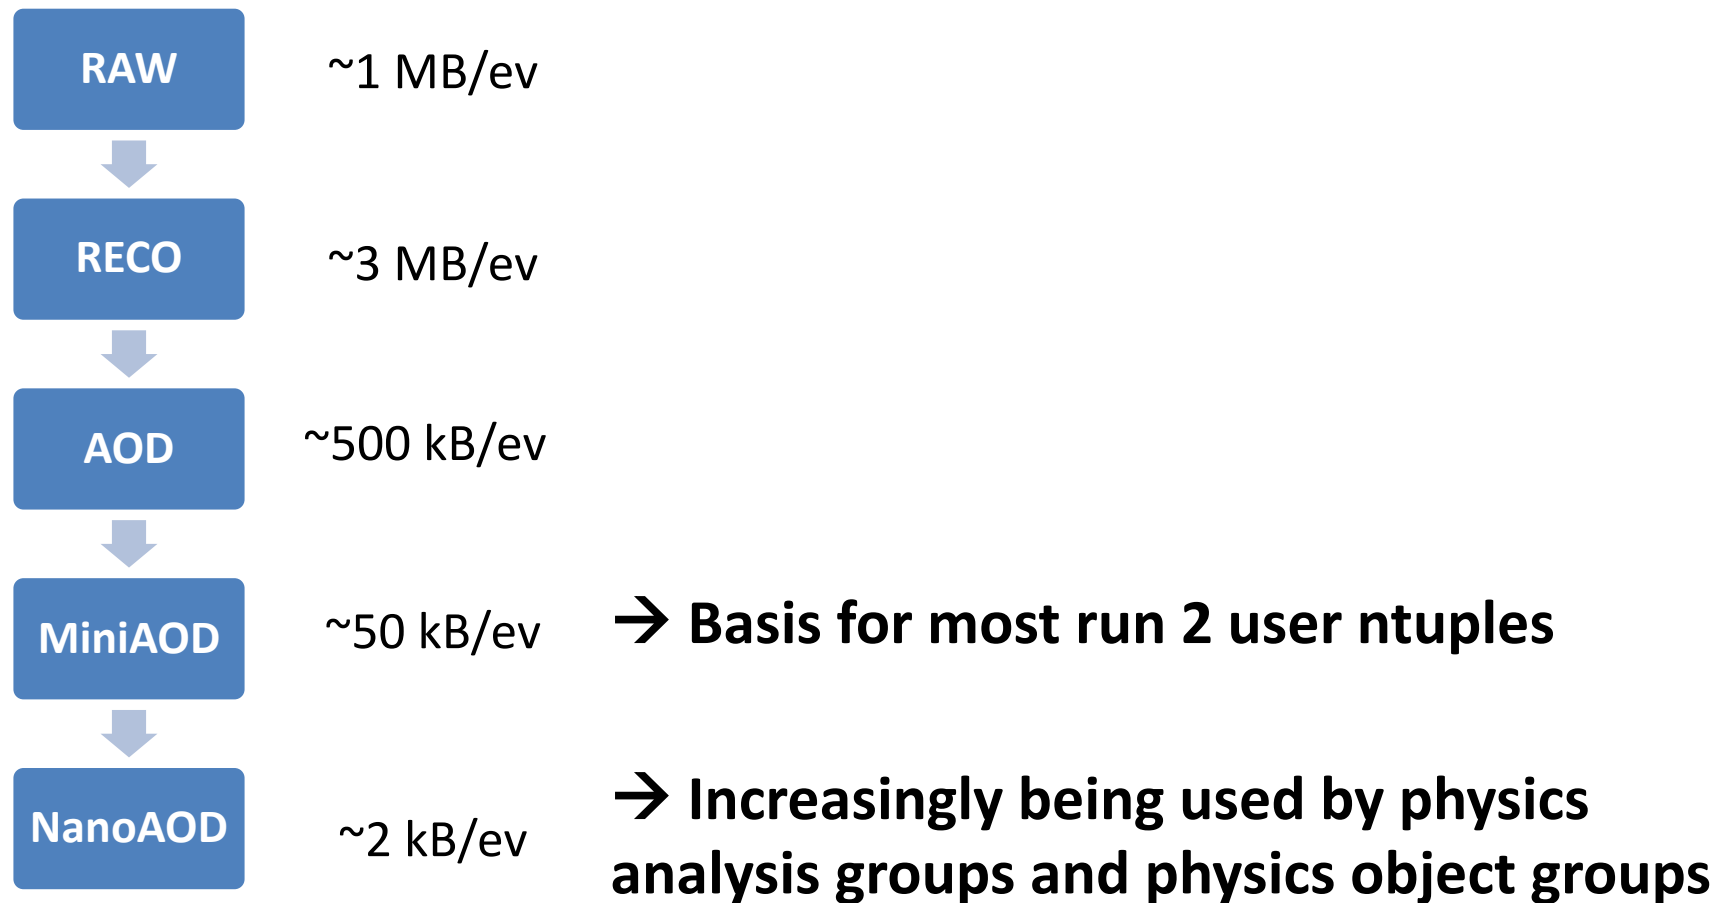 RAW ~1 MB/ev
RECO ~3 MB/ev
AOD ~500 kB/ev
MiniAOD ~50 kB/ev → Basis for most run 2 user ntuples
NanoAOD ~2 kB/ev → Increasingly being used by physics
analysis groups and physics object groups